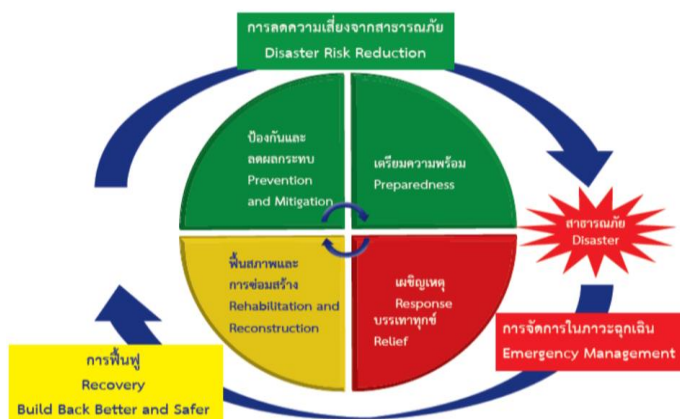 การลดความเสี่ยงจากสาธารณภัย
Disaster Risk Reduction
ป้องกันและ
ลดผลกระทบ
Prevention
and Mitigation
เตรียมความพร้อม
Preparedness
สาธารณภัย
Disaster
ฟื้นสภาพและ
การซ่อมสร้าง
Rehabilitation and
Reconstruction
เผชิญเหตุ
Response
บรรเทาทุกข์
Relief
การจัดการในภาวะฉุกเฉิน
Emergency Management
การฟื้นฟู
Recovery
Build Back Better and Safer